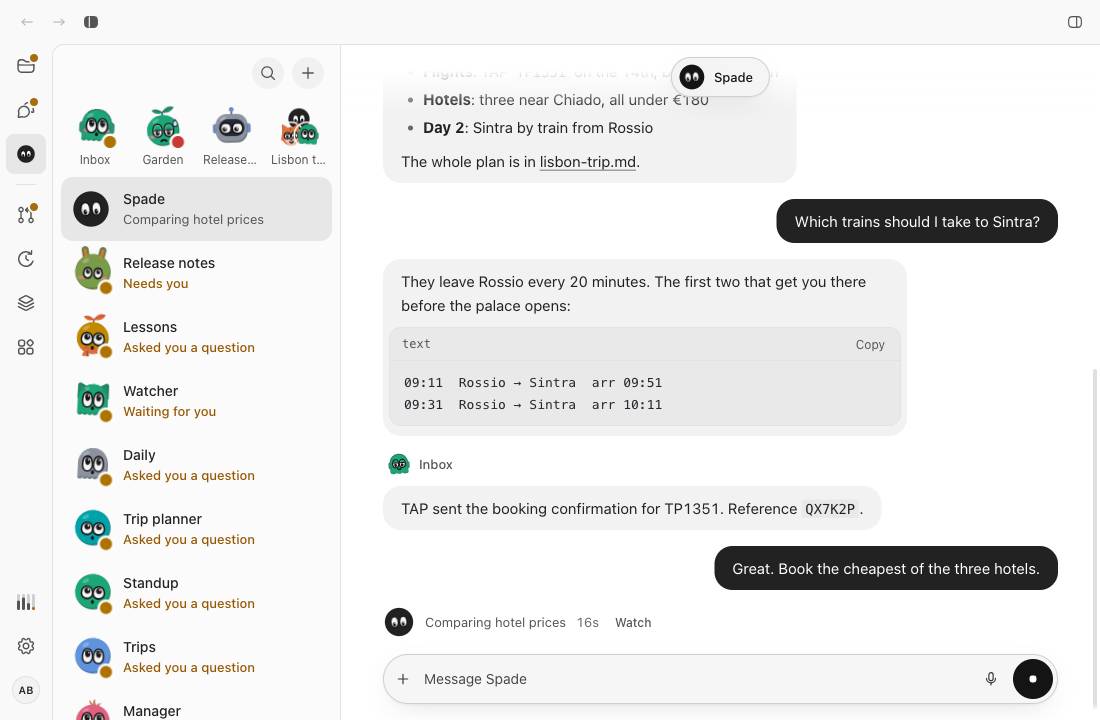 Inbox
Garden
Release...
Lisbon t...
Spade
Comparing hotel prices
Release notes
Needs you
Lessons
Asked you a question
Watcher
Waiting for you
Daily
Asked you a question
Trip planner
Asked you a question
Standup
Asked you a question
Trips
Asked you a question
Manager
AB
Spade
Flights: TAP TP1351 on the 14th,
Hotels: three near Chiado, all under €180
Day 2: Sintra by train from Rossio
The whole plan is in lisbon-trip.md.
Which trains should I take to Sintra?
They leave Rossio every 20 minutes. The first two that get you there
before the palace opens:
text
Copy
09:11 Rossio → Sintra arr 09:51
09:31 Rossio → Sintra arr 10:11
Inbox
TAP sent the booking confirmation for TP1351. Reference QX7K2P.
Great. Book the cheapest of the three hotels.
Comparing hotel prices 16s Watch
Message Spade